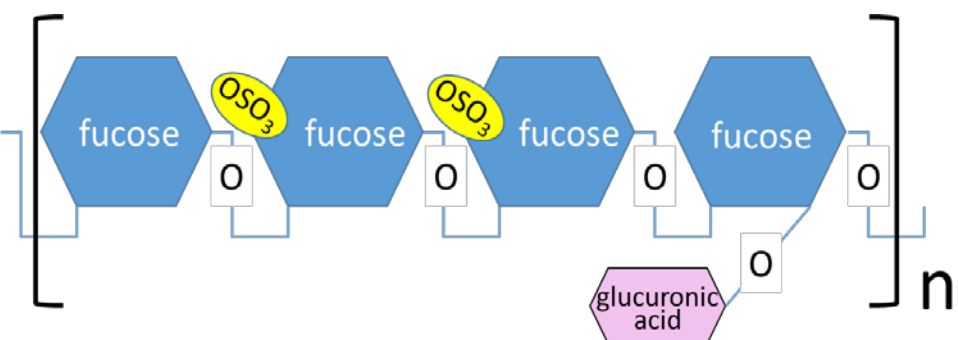 OSO3
OSO3
fucose
fucose
fucose
fucose
O
O
O
O
O
glucuronic
acid
n